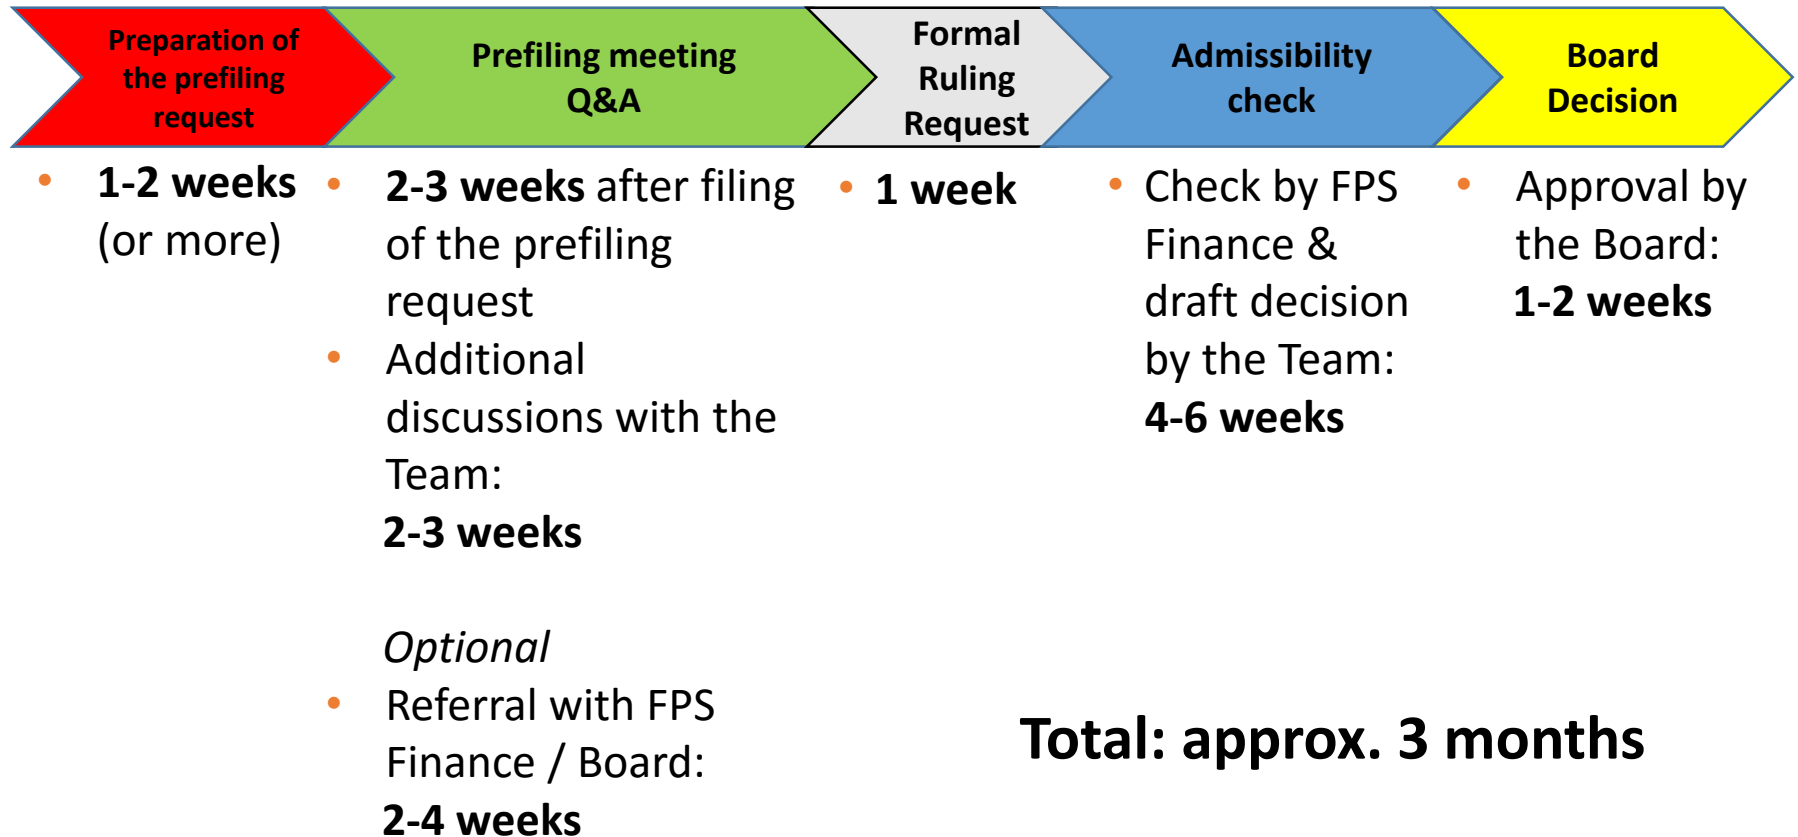 Preparation of
the prefiling
request
Prefiling meeting
Q&A
Formal
Ruling
Request
Admissibility
check
Board
Decision
• 1-2 weeks
(or more)
• 2-3 weeks after filing
of the prefiling
request
• Additional
discussions with the
Team:
2-3 weeks
Optional
• Referral with FPS
Finance / Board:
2-4 weeks
• 1 week
• Check by FPS
Finance &
draft decision
by the Team:
4-6 weeks
• Approval by
the Board:
1-2 weeks
Total: approx. 3 months